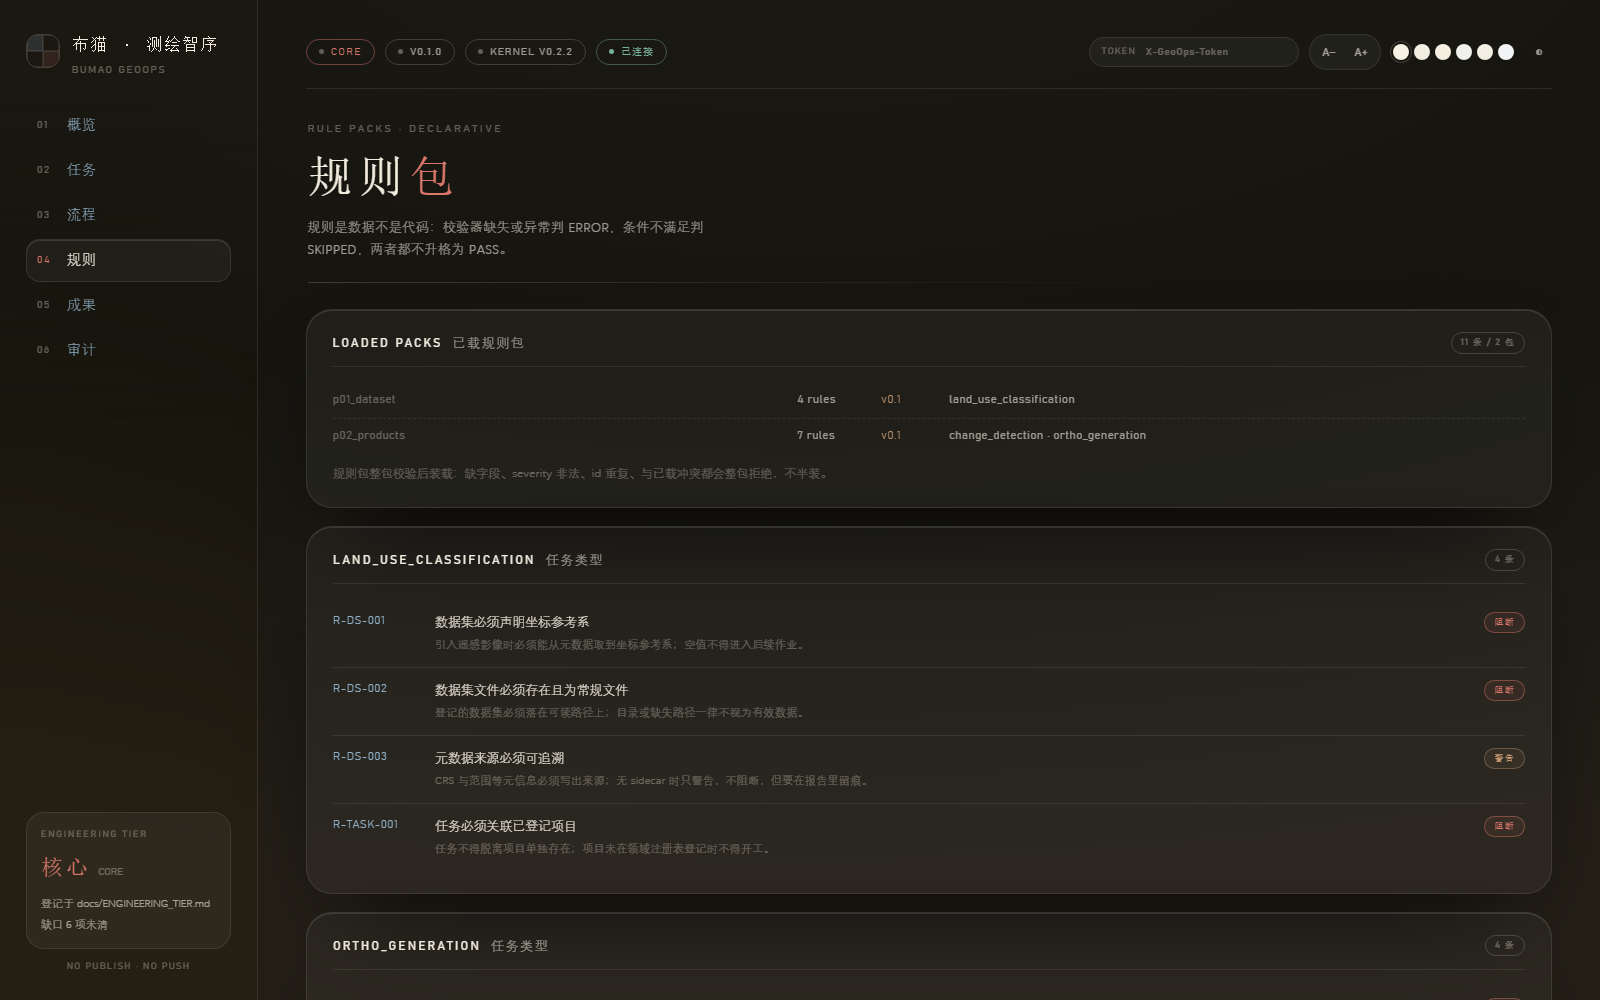 布猫 · 测绘智序
BUMAO GEOOPS
01 概览
02 任务
03 流程
04 规则
05 成果
06 审计
ENGINEERING TIER
核心 CORE
登记于 docs/ENGINEERING_TIER.md
缺口 6 项未清
NO PUBLISH · NO PUSH
CORE
V0.1.0
KERNEL V0.2.2
已连接
TOKEN X-GeoOps-Token
A− A+
RULE PACKS · DECLARATIVE
规则包
规则是数据不是代码：校验器缺失或异常判 ERROR，条件不满足判
SKIPPED，两者都不升格为 PASS。
LOADED PACKS 已载规则包
11 条 / 2 包
p01_dataset 4 rules v0.1 land_use_classification
p02_products 7 rules v0.1 change_detection · ortho_generation
规则包整包校验后装载：缺字段、severity 非法、id 重复、与已载冲突都会整包拒绝，不半装。
LAND_USE_CLASSIFICATION 任务类型
4 条
R-DS-001 数据集必须声明坐标参考系 阻断
引入遥感影像时必须能从元数据取到坐标参考系；空值不得进入后续作业。
R-DS-002 数据集文件必须存在且为常规文件 阻断
登记的数据集必须落在可读路径上；目录或缺失路径一律不视为有效数据。
R-DS-003 元数据来源必须可追溯 警告
CRS 与范围等元信息必须写出来源；无 sidecar 时只警告，不阻断，但要在报告里留痕。
R-TASK-001 任务必须关联已登记项目 阻断
任务不得脱离项目单独存在；项目未在领域注册表登记时不得开工。
ORTHO_GENERATION 任务类型
4 条